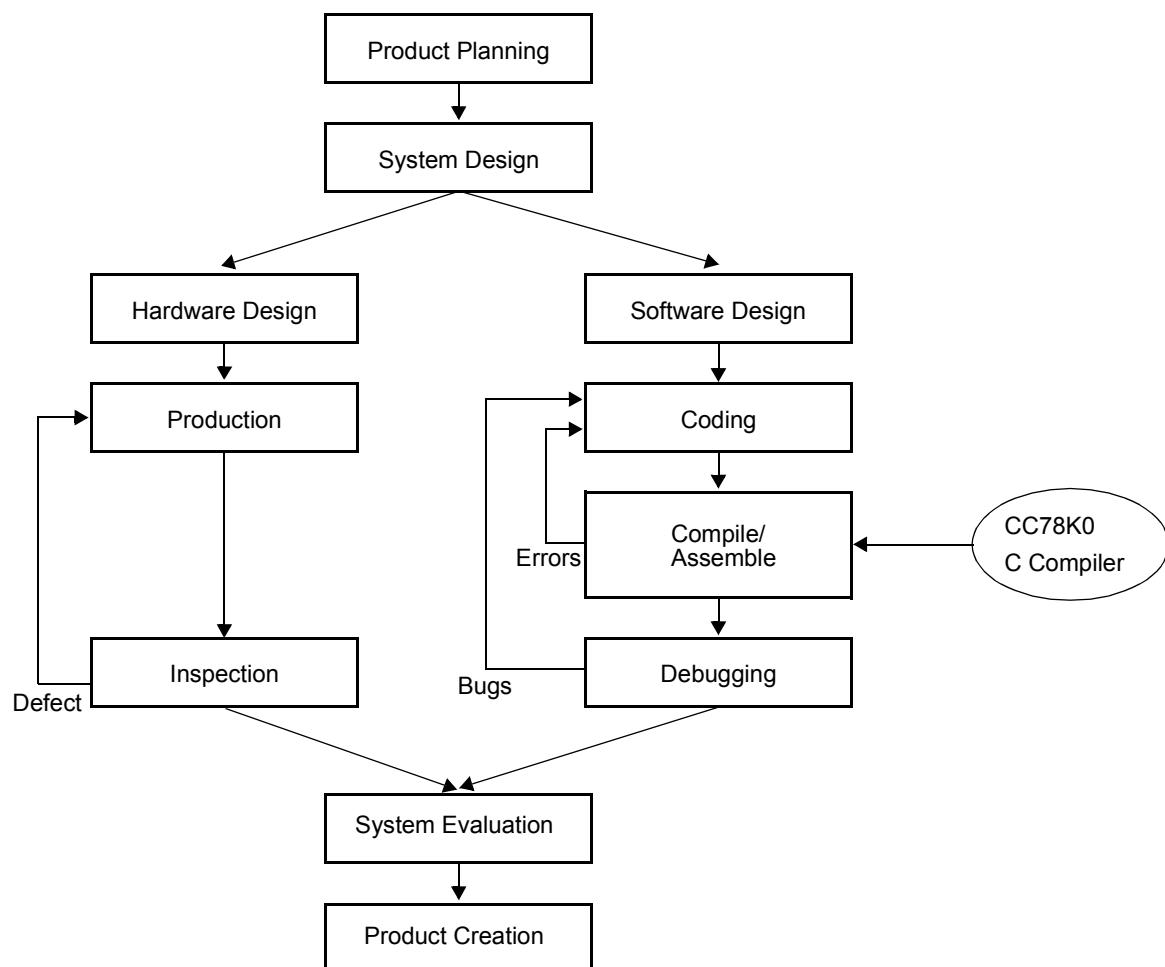 Product Planning
System Design
Hardware Design
Software Design
Production
Coding
Errors
Compile/
Assemble
CC78K0
C Compiler
Defect
Inspection
Bugs
Debugging
System Evaluation
Product Creation